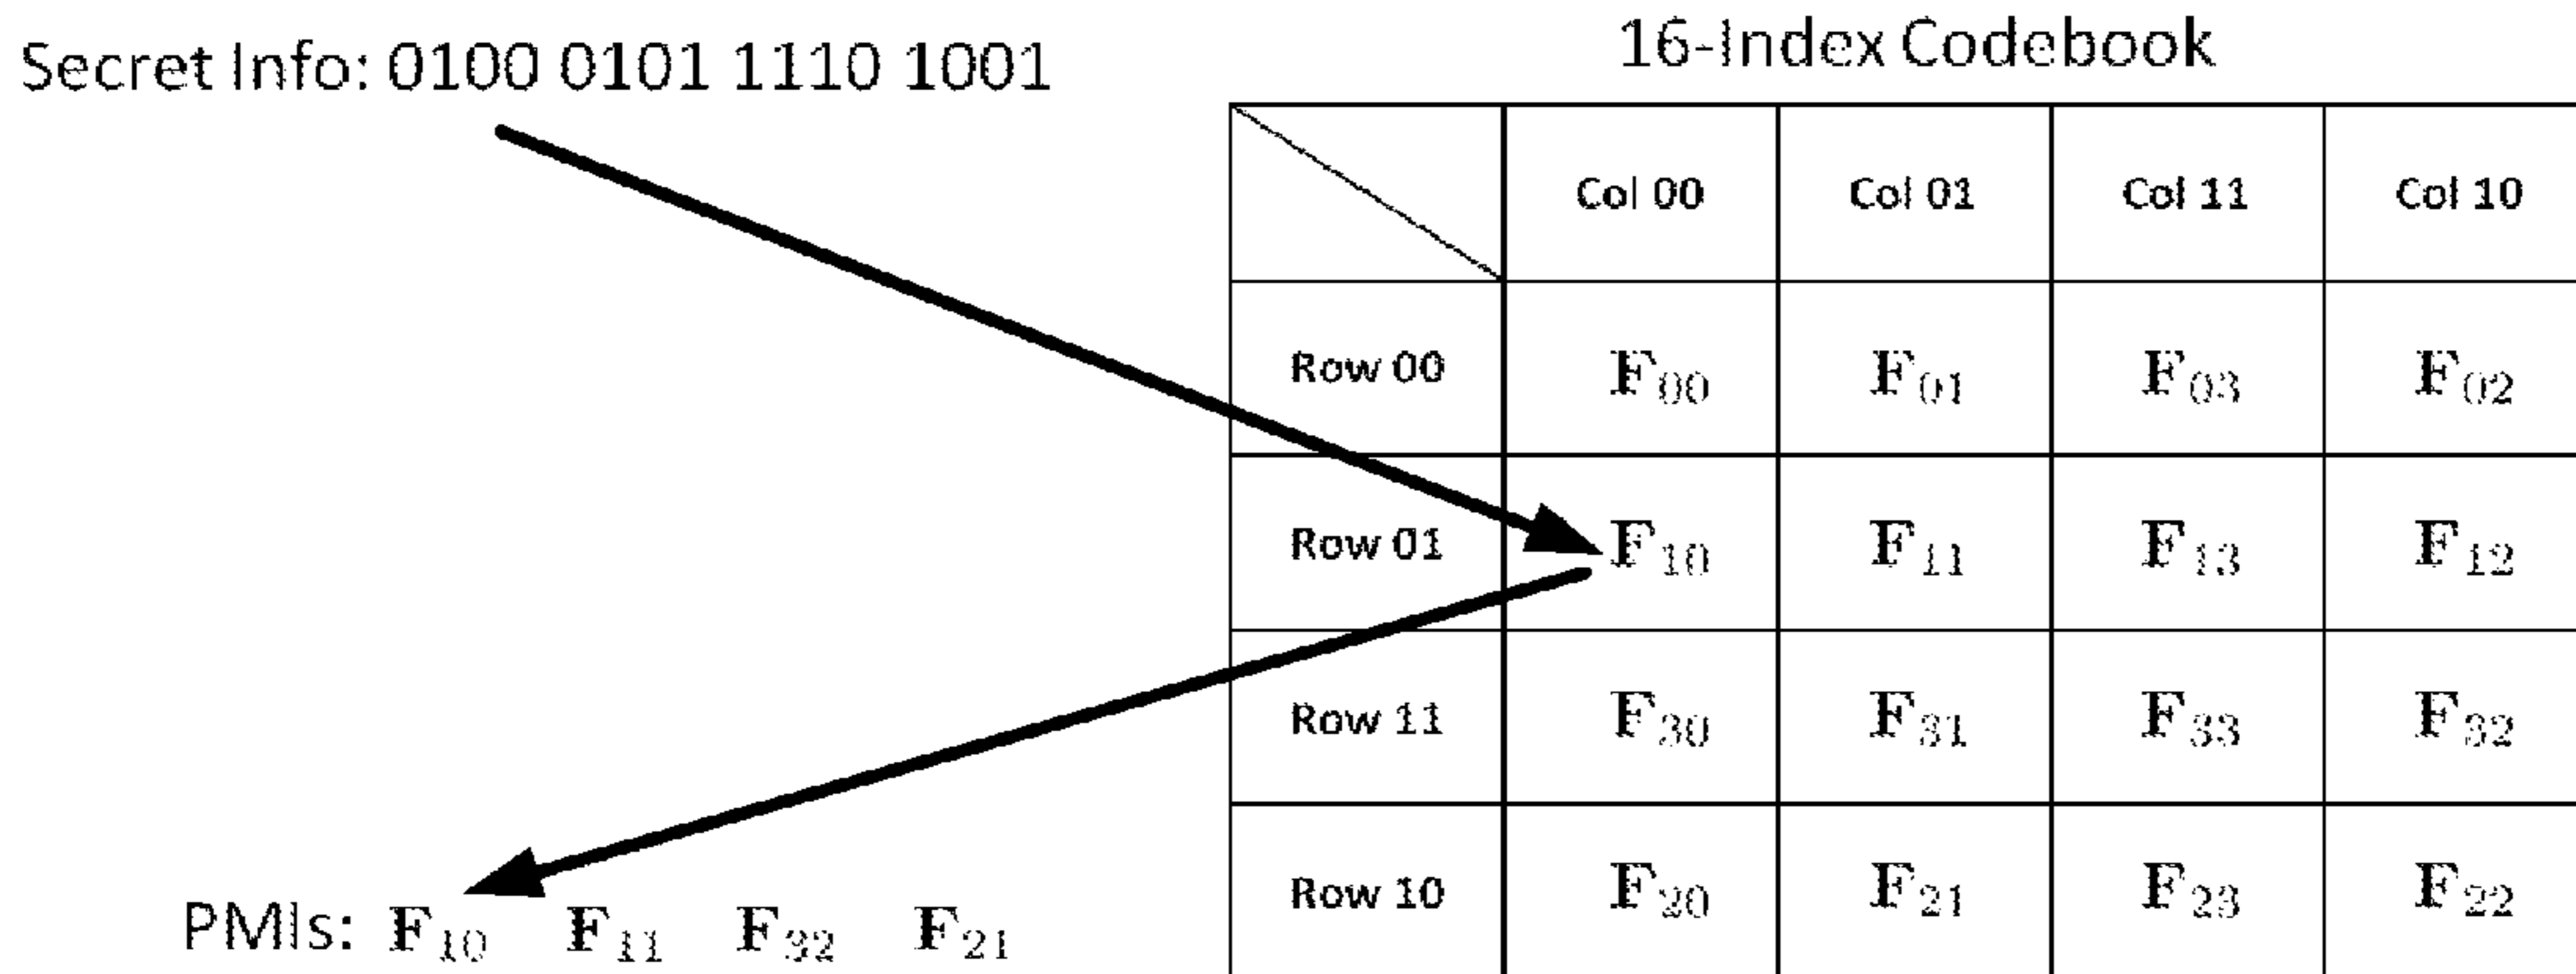 Secret Info: 0100 0101 1110 1001
16-Index Codebook
Col 00 Col 01 Col 11 Col 10
Row 00 F00 F01 F03 F02
Row 01 F10 F11 F13 F12
Row 11 F30 F31 F33 F32
Row 10 F20 F21 F23 F22
PMIs: F10 F11 F32 F21